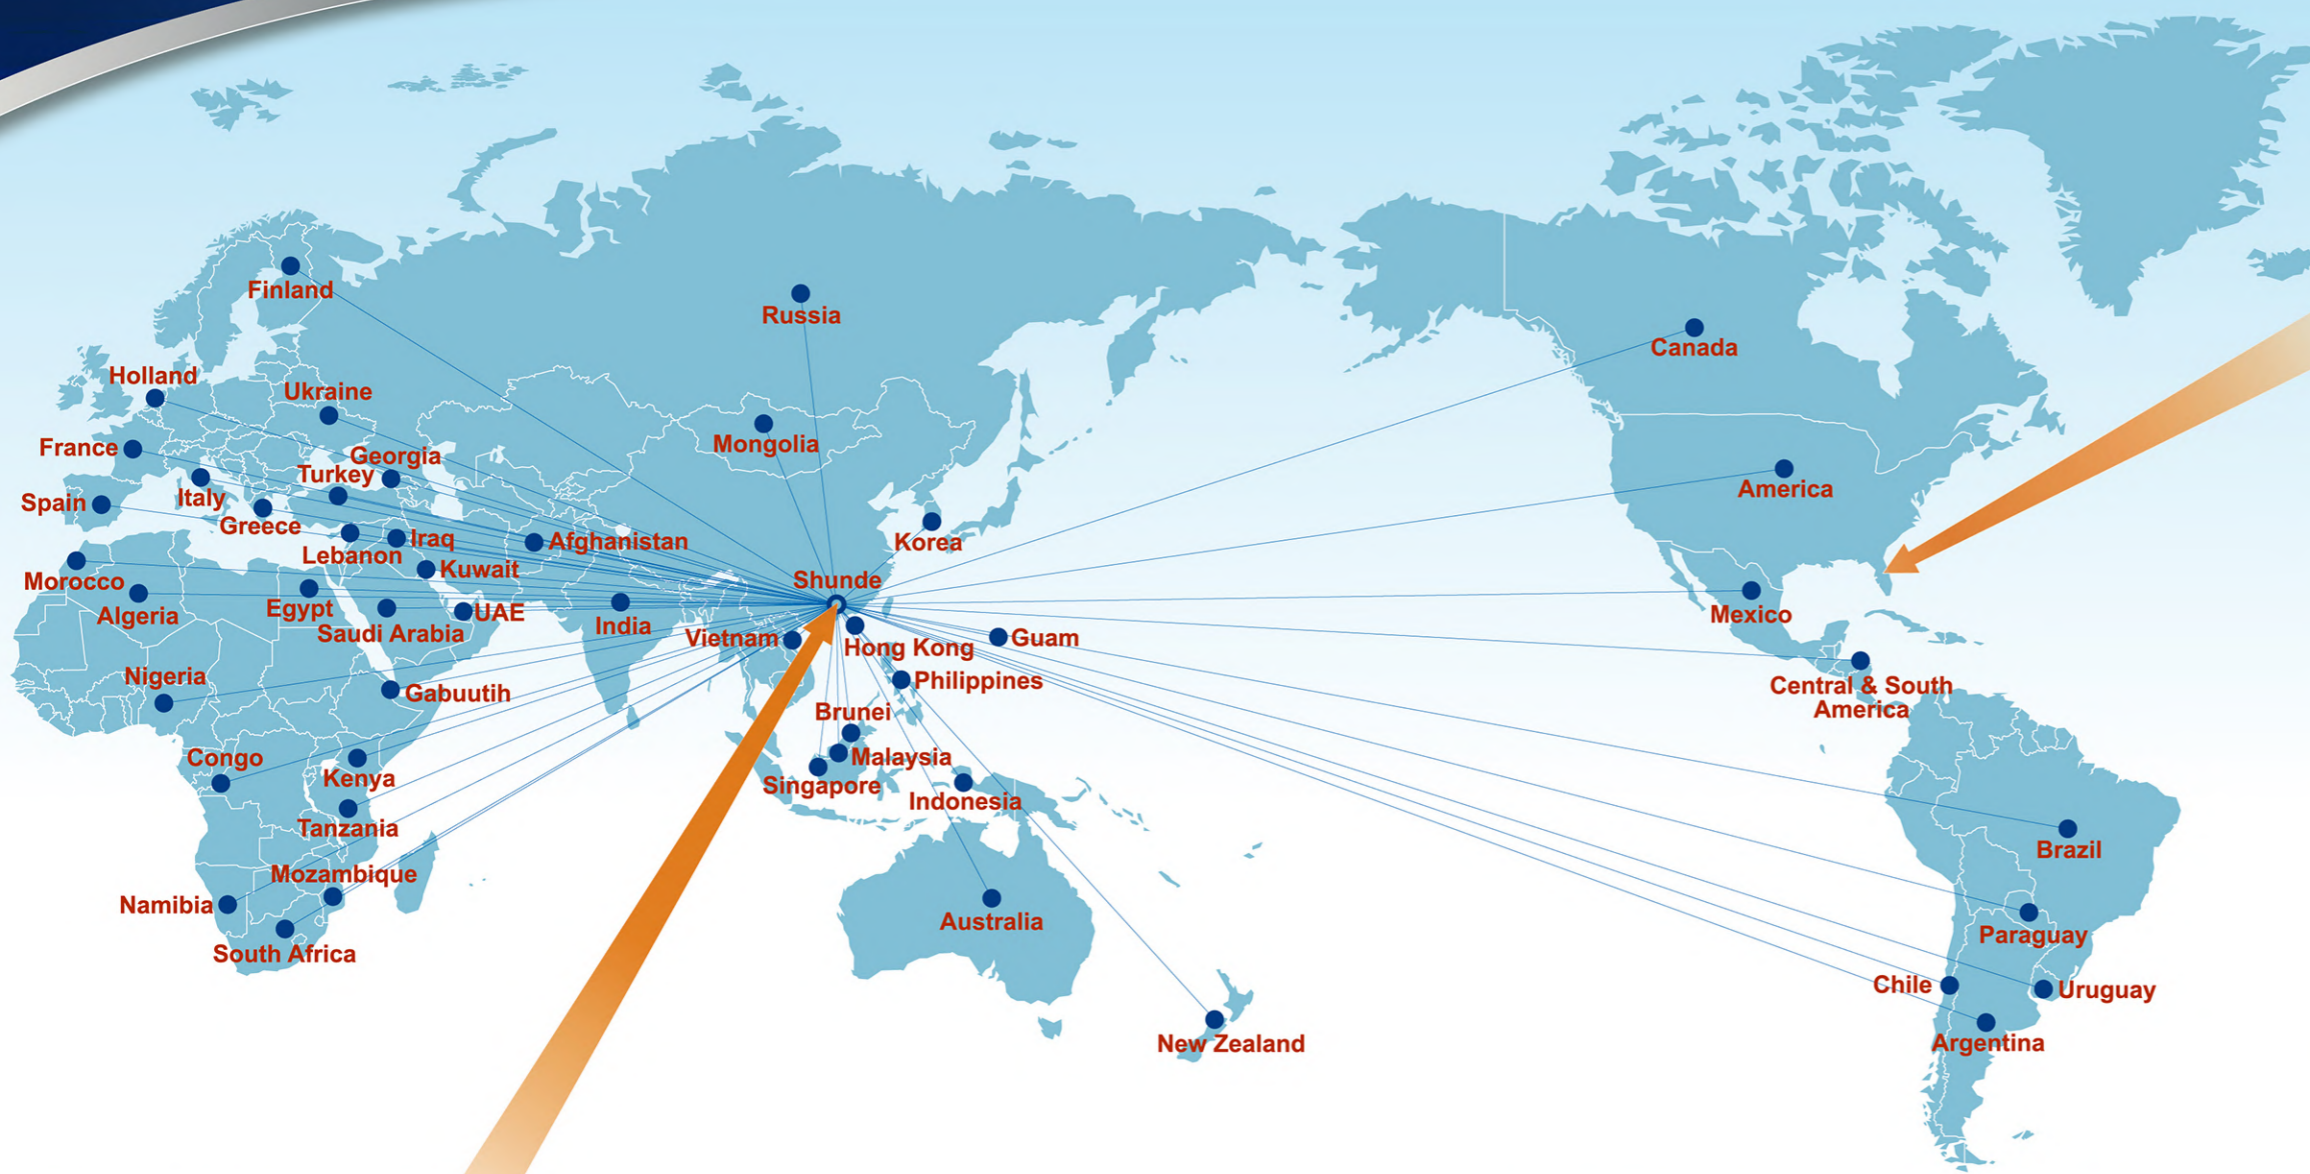 Finland
Russia
Canada
Holland
Ukraine
France
Georgia
Mongolia
Turkey
America
Italy
Spain
Greece
Iraq
Afghanistan
Korea
Lebanon
Kuwait
Morocco
Shunde
Algeria
Egypt
UAE
Saudi Arabia
India
Mexico
Vietnam
Guam
Hong Kong
Nigeria
Gabuutih
Philippines
Central & South
America
Brunei
Congo
Malaysia
Kenya
Singapore
Indonesia
Tanzania
Brazil
Mozambique
Namibia
Australia
Paraguay
South Africa
Chile
Uruguay
New Zealand
Argentina